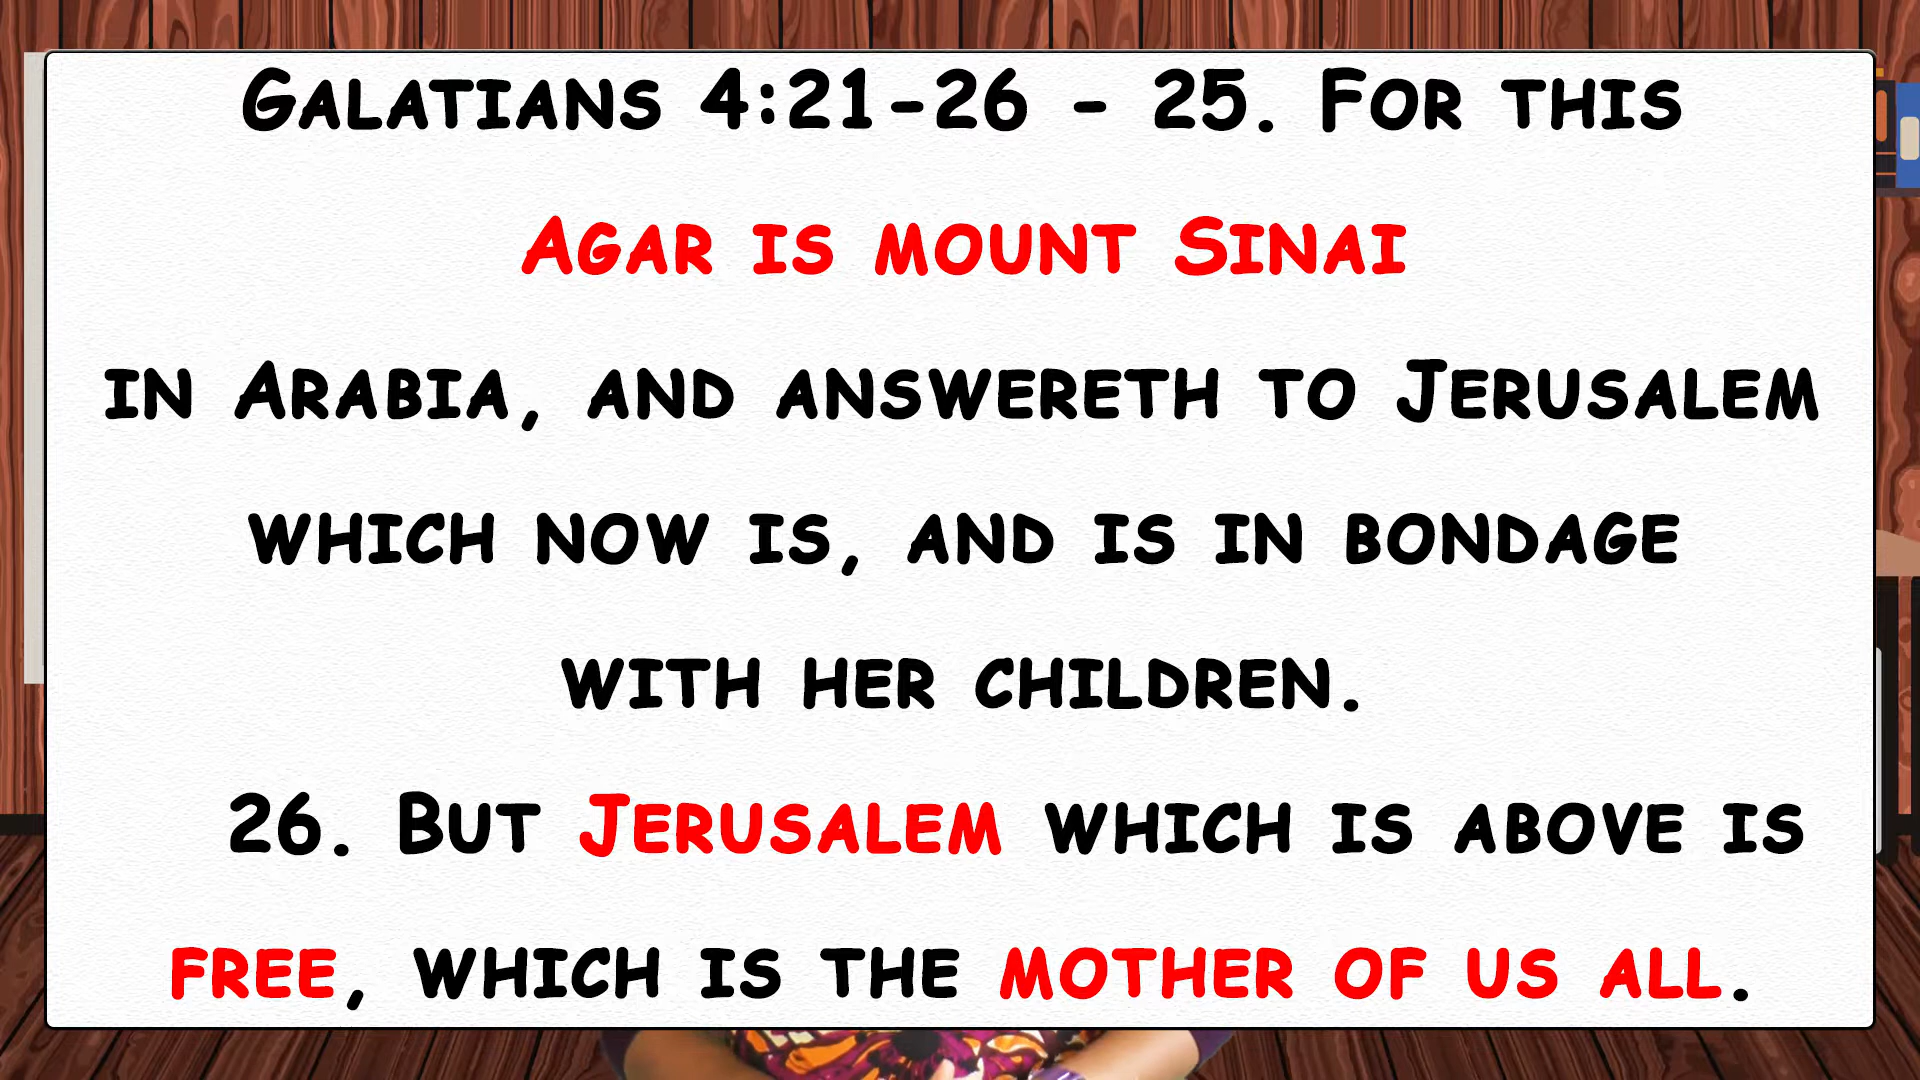 Galatians 4:21-26 - 25. For this
Agar is mount Sinai
in Arabia, and answereth to Jerusalem
which now is, and is in bondage
with her children.
26. But Jerusalem which is above is
free, which is the mother of us all.